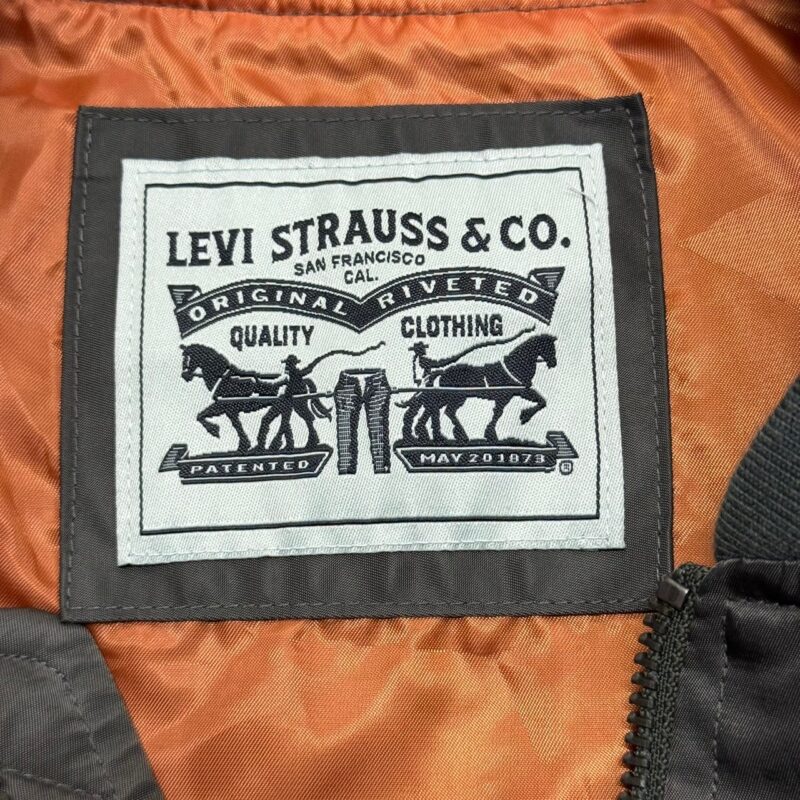 LEVI STRAUSS & CO.
SAN FRANCISCO
CAL.
ORIGINAL RIVETED
QUALITY CLOTHING
PATENTED MAY 20 1873 ®